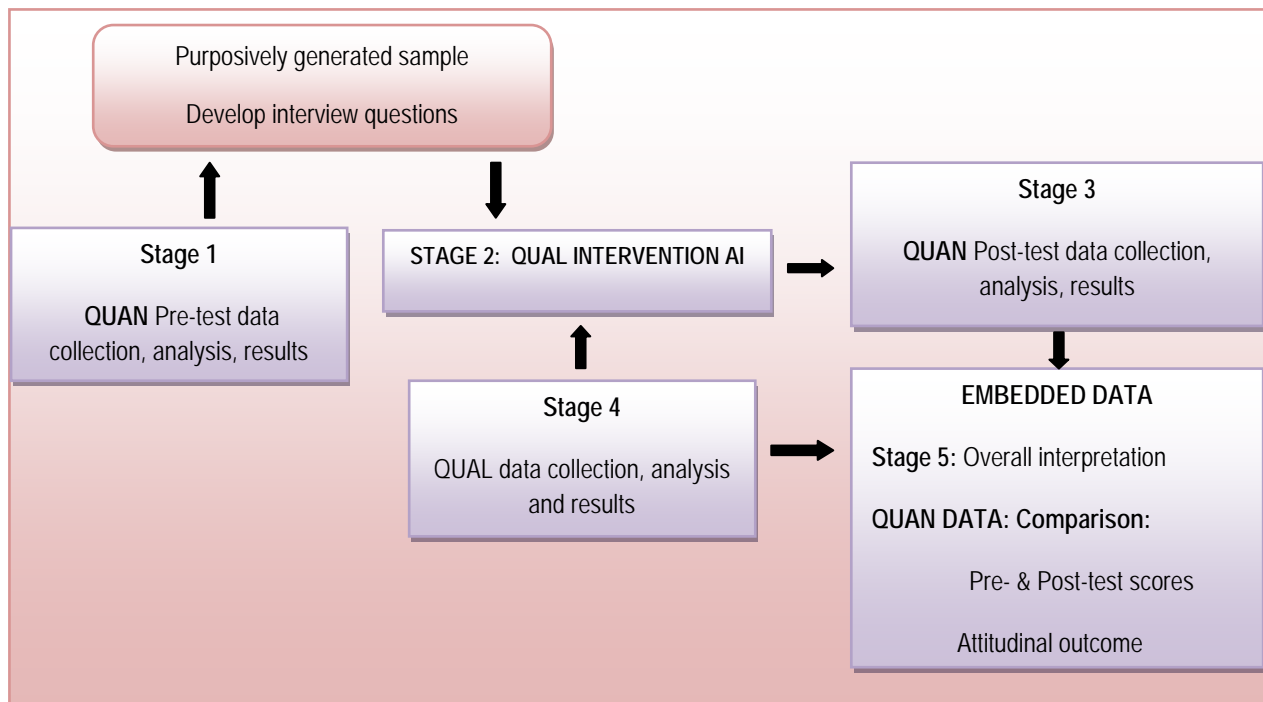 Purposively generated sample
Develop interview questions
Stage 1
QUAN Pre-test data
collection, analysis, results
STAGE 2:  QUAL INTERVENTION AI
Stage 3
QUAN Post-test data collection,
analysis, results
Stage 4
QUAL data collection, analysis
and results
EMBEDDED DATA
Stage 5: Overall interpretation
QUAN DATA: Comparison:
Pre- & Post-test scores
Attitudinal outcome